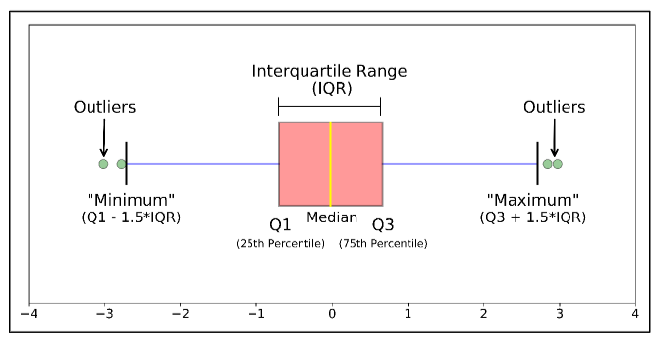 Interquartile Range
(IQR)
Outliers
Outliers
"Minimum"
(Q1 - 1.5*IQR)
"Maximum"
(Q3 + 1.5*IQR)
Median
Q1
Q3
(25th Percentile)
(75th Percentile)
−4 −3 −2 −1 0 1 2 3 4